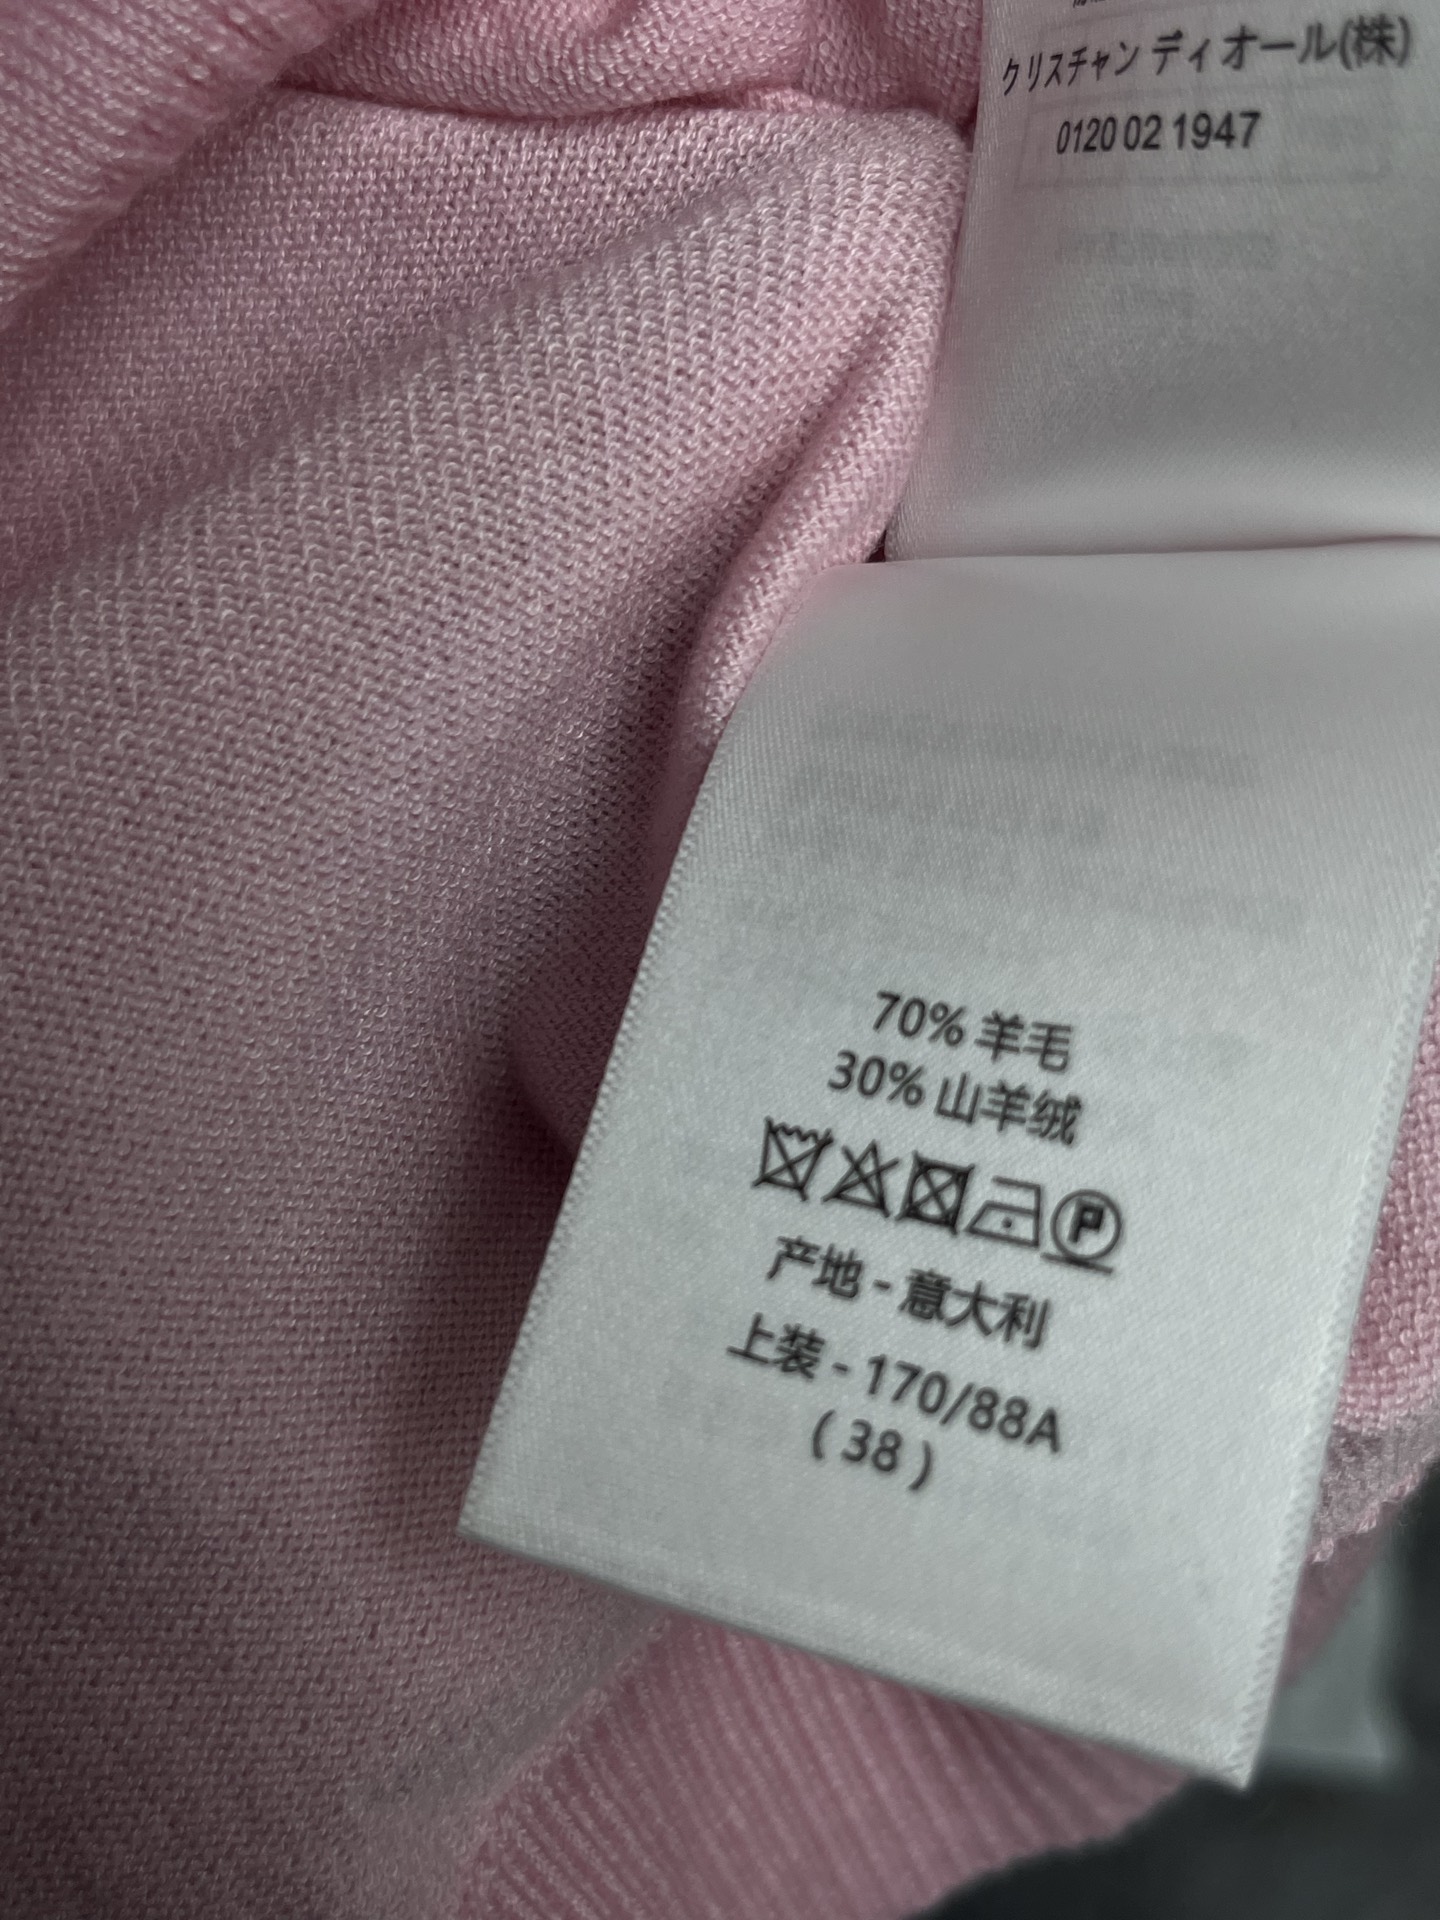 クリスチャン ディオール(株)
0120 02 1947
70% 羊毛
30% 山羊绒
产地 - 意大利
上装 - 170/88A
( 38 )